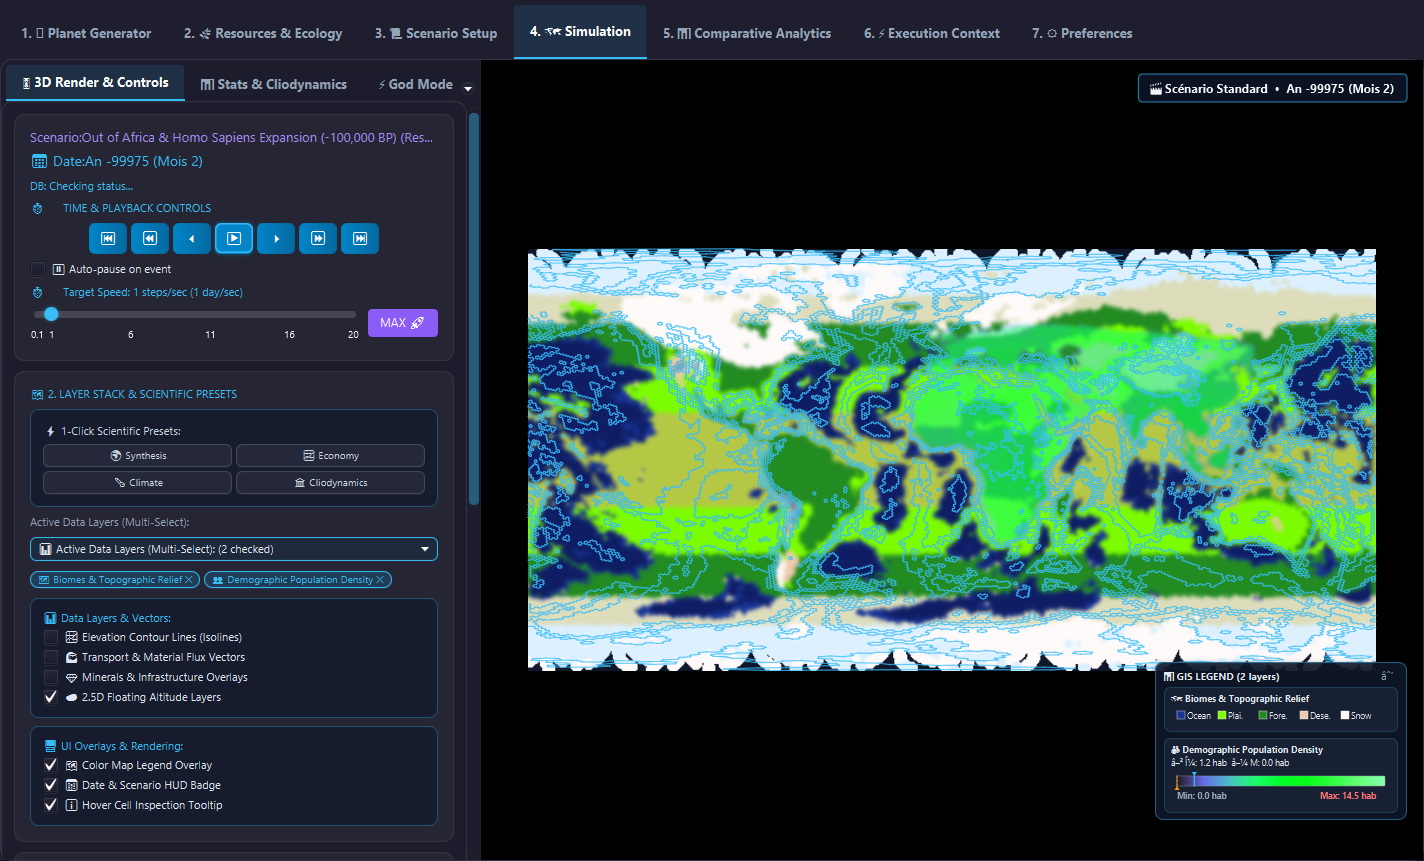 1. Planet Generator
2. Resources & Ecology
3. Scenario Setup
4. Simulation
5. Comparative Analytics
6. Execution Context
7. Preferences
3D Render & Controls
Stats & Cliodynamics
God Mode
Scénario Standard • An -99975 (Mois 2)
Scenario:Out of Africa & Homo Sapiens Expansion (-100,000 BP) (Res...
Date:An -99975 (Mois 2)
DB: Checking status...
TIME & PLAYBACK CONTROLS
Auto-pause on event
Target Speed: 1 steps/sec (1 day/sec)
MAX
0.1 1 6 11 16 20
2. LAYER STACK & SCIENTIFIC PRESETS
1-Click Scientific Presets:
Synthesis
Economy
Climate
Cliodynamics
Active Data Layers (Multi-Select):
Active Data Layers (Multi-Select): (2 checked)
Biomes & Topographic Relief
Demographic Population Density
Data Layers & Vectors:
Elevation Contour Lines (Isolines)
Transport & Material Flux Vectors
Minerals & Infrastructure Overlays
2.5D Floating Altitude Layers
UI Overlays & Rendering:
Color Map Legend Overlay
Date & Scenario HUD Badge
Hover Cell Inspection Tooltip
GIS LEGEND (2 layers)
Biomes & Topographic Relief
Ocean Plai. Fore. Dese. Snow
Demographic Population Density
â–² Î¼: 1.2 hab â–¼ M: 0.0 hab
Min: 0.0 hab
Max: 14.5 hab